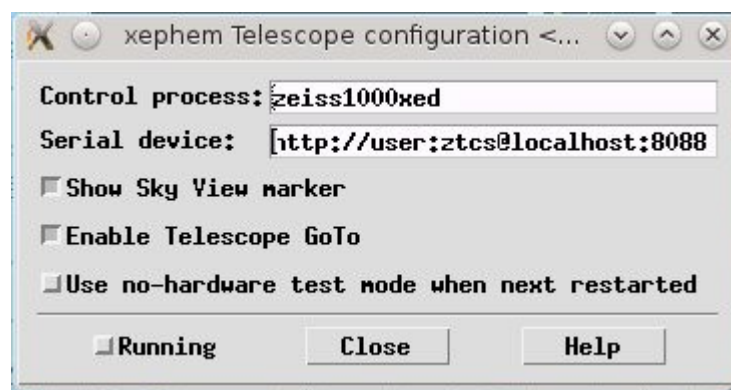 xephem Telescope configuration <...
Control process: zeiss1000xed
Serial device: http://user:ztcs@localhost:8088
Show Sky View marker
Enable Telescope GoTo
Use no-hardware test mode when next restarted
Running Close Help